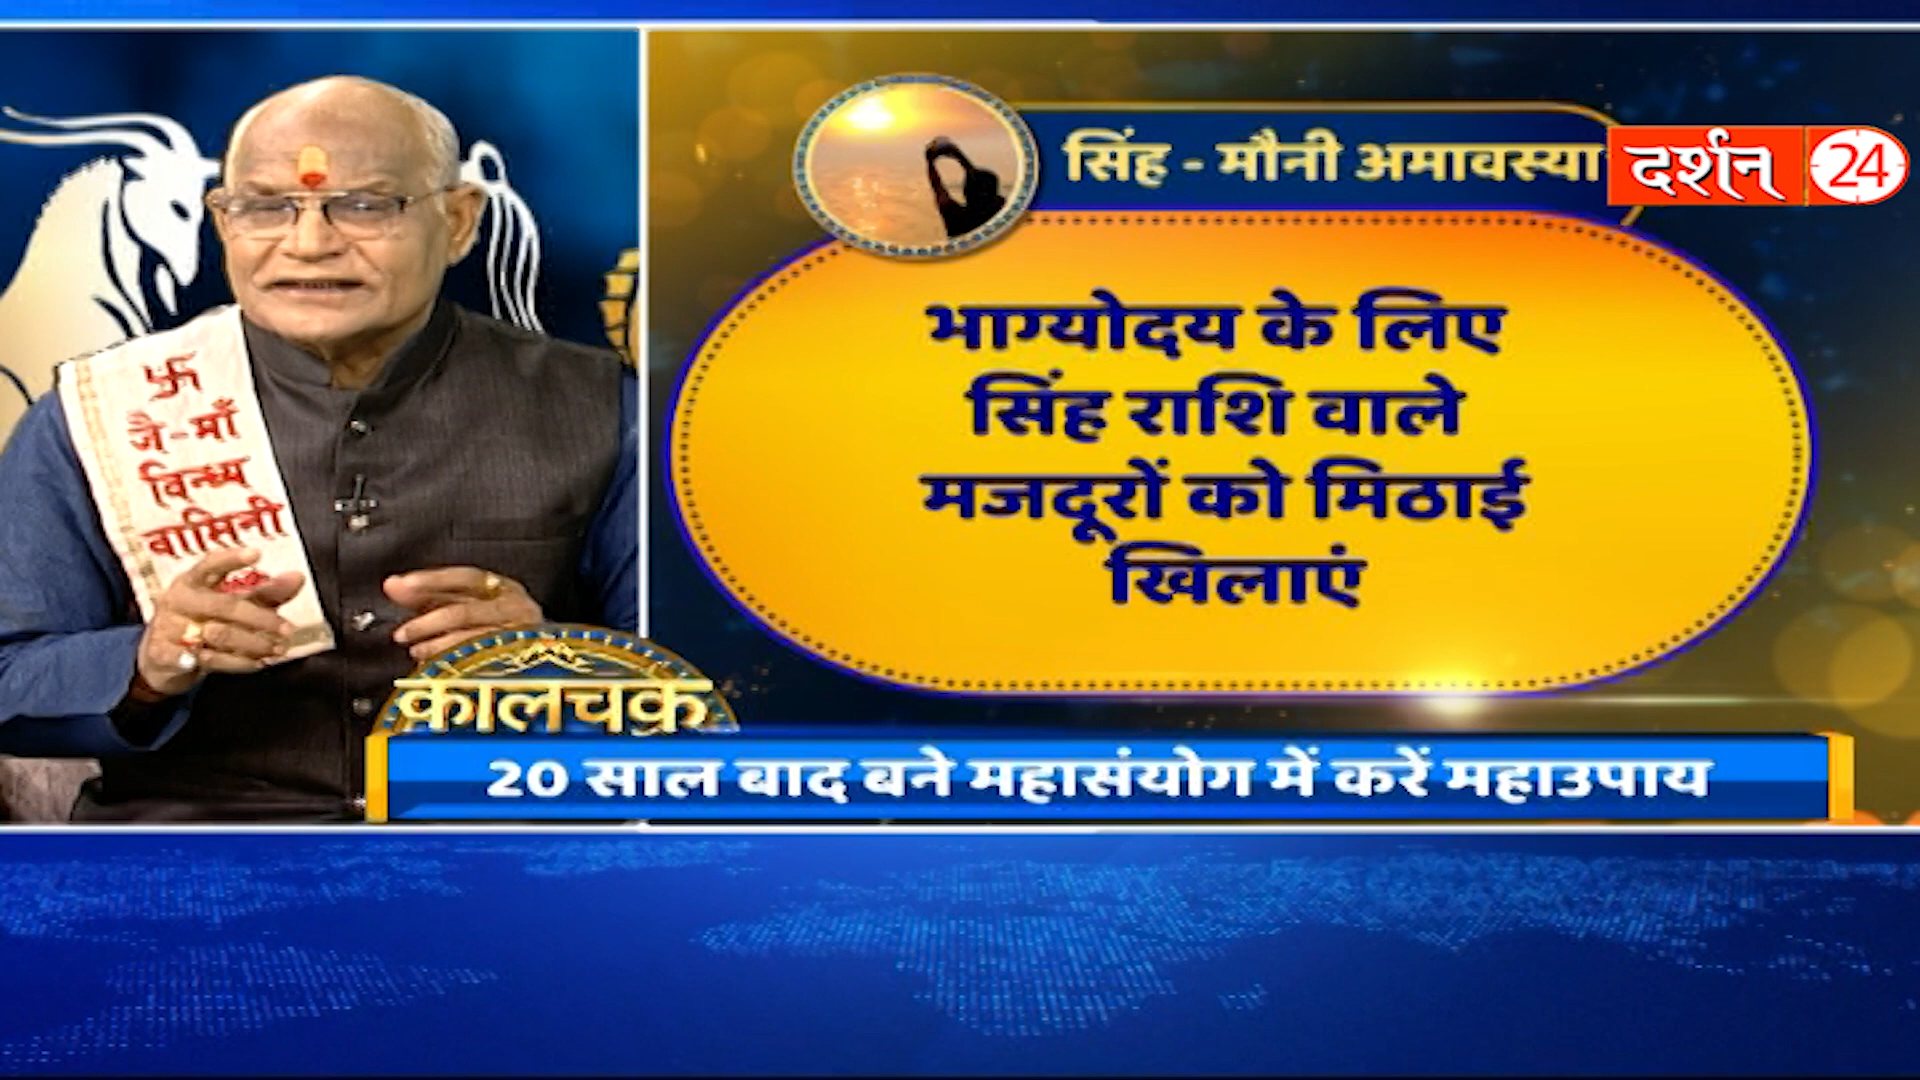 सिंह - मौनी अमावस्या
दर्शन 24
भाग्योदय के लिए
सिंह राशि वाले
मजदूरों को मिठाई
खिलाएं
जै-माँ
विन्ध्य
वासिनी
कालचक्र
20 साल बाद बने महासंयोग में करें महाउपाय